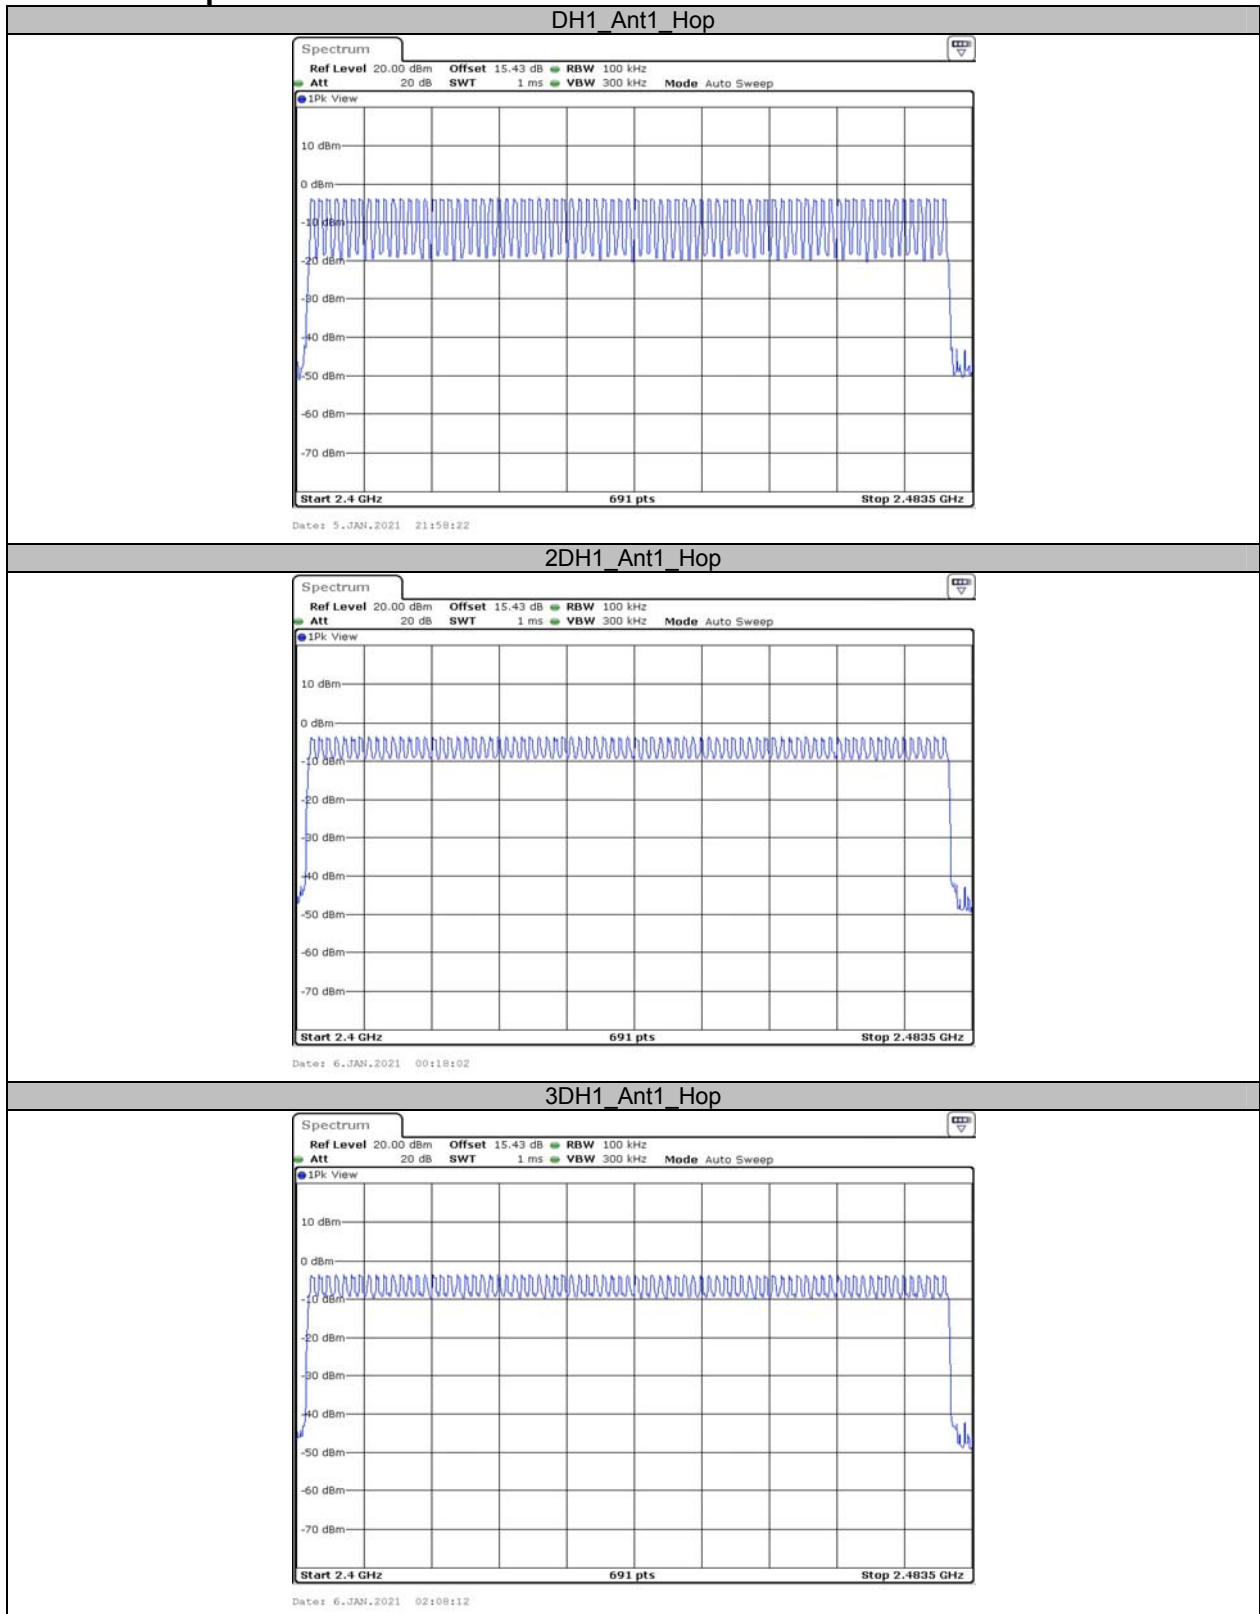 DH1_Ant1_Hop
Spectrum
Ref Level 20.00 dBm Offset 15.43 dB RBW 100 kHz
Att 20 dB SWT 1 ms VBW 300 kHz Mode Auto Sweep
1Pk View
10 dBm
0 dBm
-10 dBm
-20 dBm
-30 dBm
-40 dBm
-50 dBm
-60 dBm
-70 dBm
Start 2.4 GHz 691 pts Stop 2.4835 GHz
Date: 5.JAN.2021 21:58:22
2DH1_Ant1_Hop
Spectrum
Ref Level 20.00 dBm Offset 15.43 dB RBW 100 kHz
Att 20 dB SWT 1 ms VBW 300 kHz Mode Auto Sweep
1Pk View
10 dBm
0 dBm
-10 dBm
-20 dBm
-30 dBm
-40 dBm
-50 dBm
-60 dBm
-70 dBm
Start 2.4 GHz 691 pts Stop 2.4835 GHz
Date: 6.JAN.2021 00:18:02
3DH1_Ant1_Hop
Spectrum
Ref Level 20.00 dBm Offset 15.43 dB RBW 100 kHz
Att 20 dB SWT 1 ms VBW 300 kHz Mode Auto Sweep
1Pk View
10 dBm
0 dBm
-10 dBm
-20 dBm
-30 dBm
-40 dBm
-50 dBm
-60 dBm
-70 dBm
Start 2.4 GHz 691 pts Stop 2.4835 GHz
Date: 6.JAN.2021 02:08:12